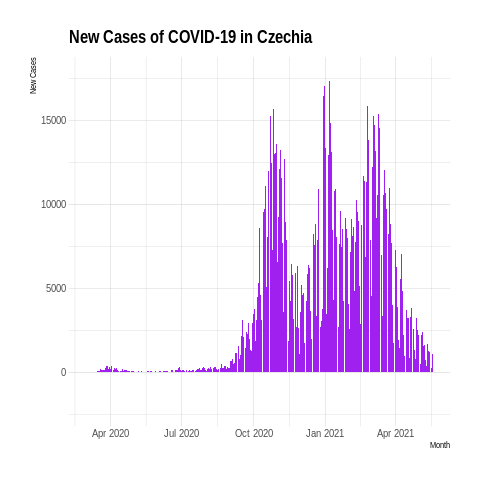 New Cases of COVID-19 in Czechia
New Cases
15000
10000
5000
0
Apr 2020 Jul 2020 Oct 2020 Jan 2021 Apr 2021
Month